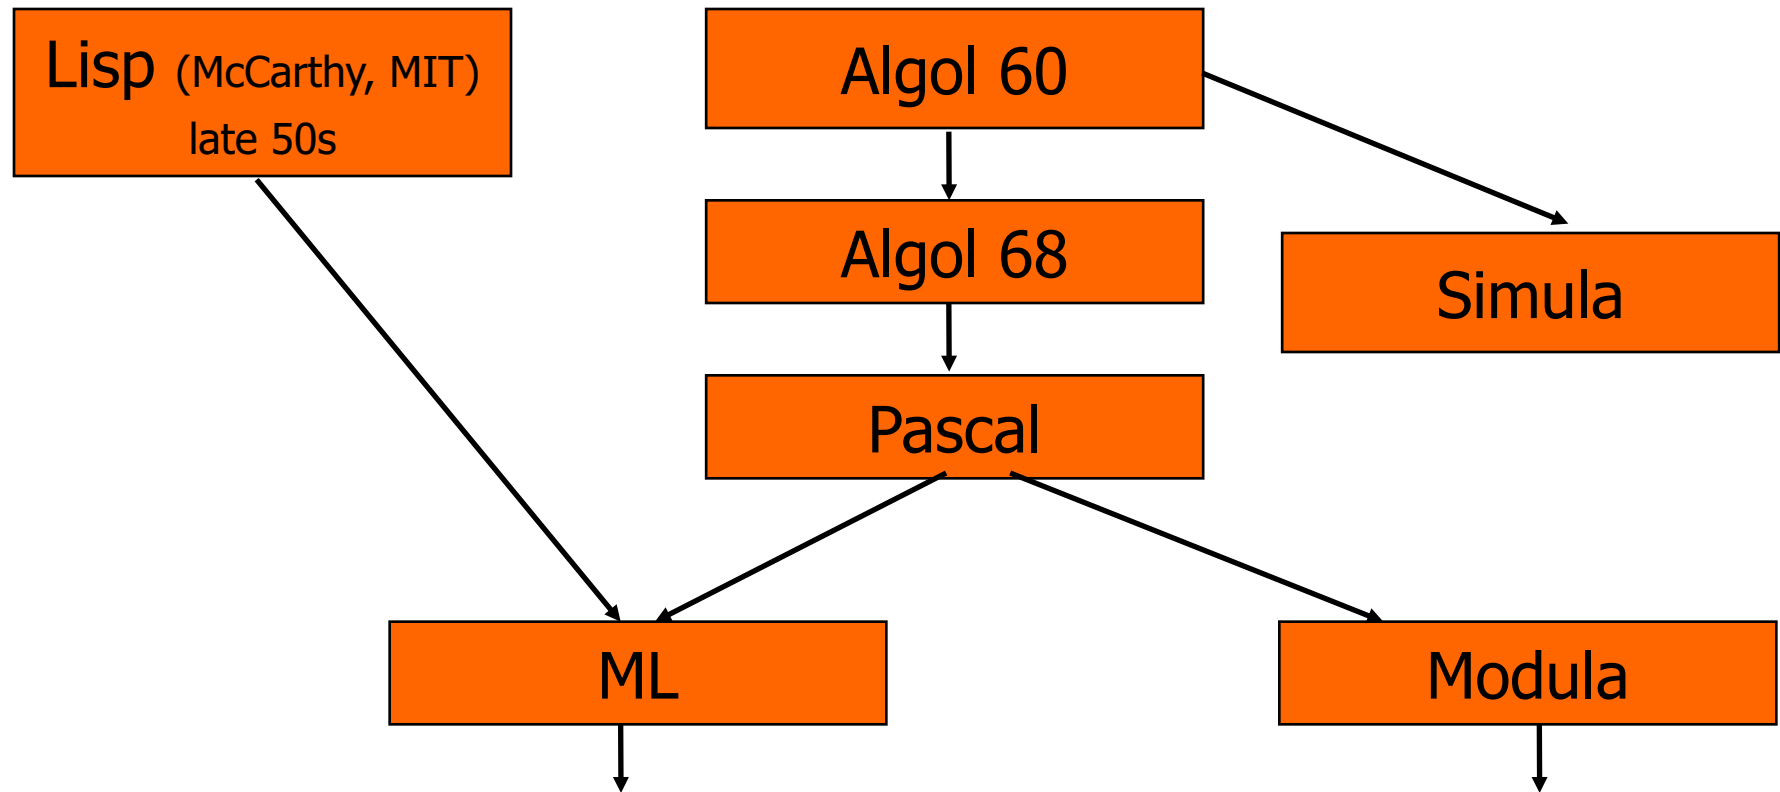 Lisp (McCarthy, MIT)
late 50s
Algol 60
Algol 68
Simula
Pascal
ML
Modula